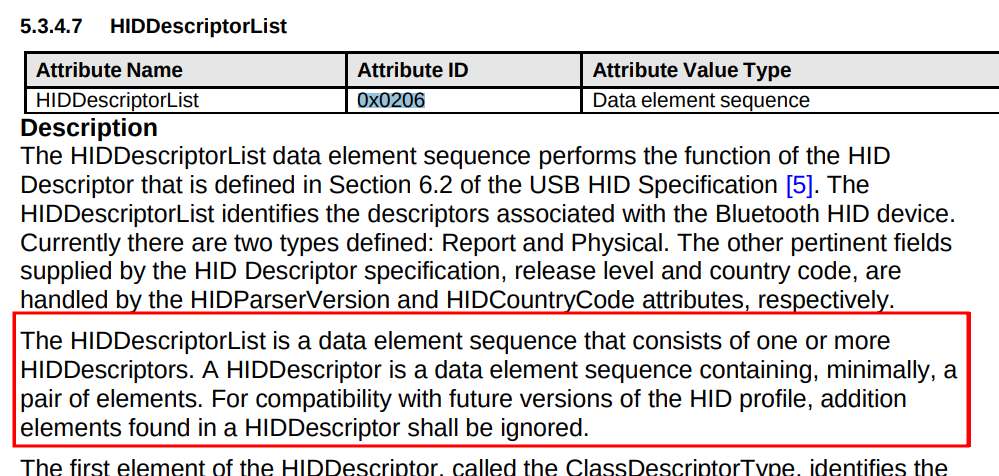 5.3.4.7 HIDDescriptorList
Attribute Name Attribute ID Attribute Value Type
HIDDescriptorList 0x0206 Data element sequence
Description
The HIDDescriptorList data element sequence performs the function of the HID
Descriptor that is defined in Section 6.2 of the USB HID Specification [5]. The
HIDDescriptorList identifies the descriptors associated with the Bluetooth HID device.
Currently there are two types defined: Report and Physical. The other pertinent fields
supplied by the HID Descriptor specification, release level and country code, are
handled by the HIDParserVersion and HIDCountryCode attributes, respectively.
The HIDDescriptorList is a data element sequence that consists of one or more
HIDDescriptors. A HIDDescriptor is a data element sequence containing, minimally, a
pair of elements. For compatibility with future versions of the HID profile, addition
elements found in a HIDDescriptor shall be ignored.
The first element of the HIDDescriptor, called the ClassDescriptorType, identifies the